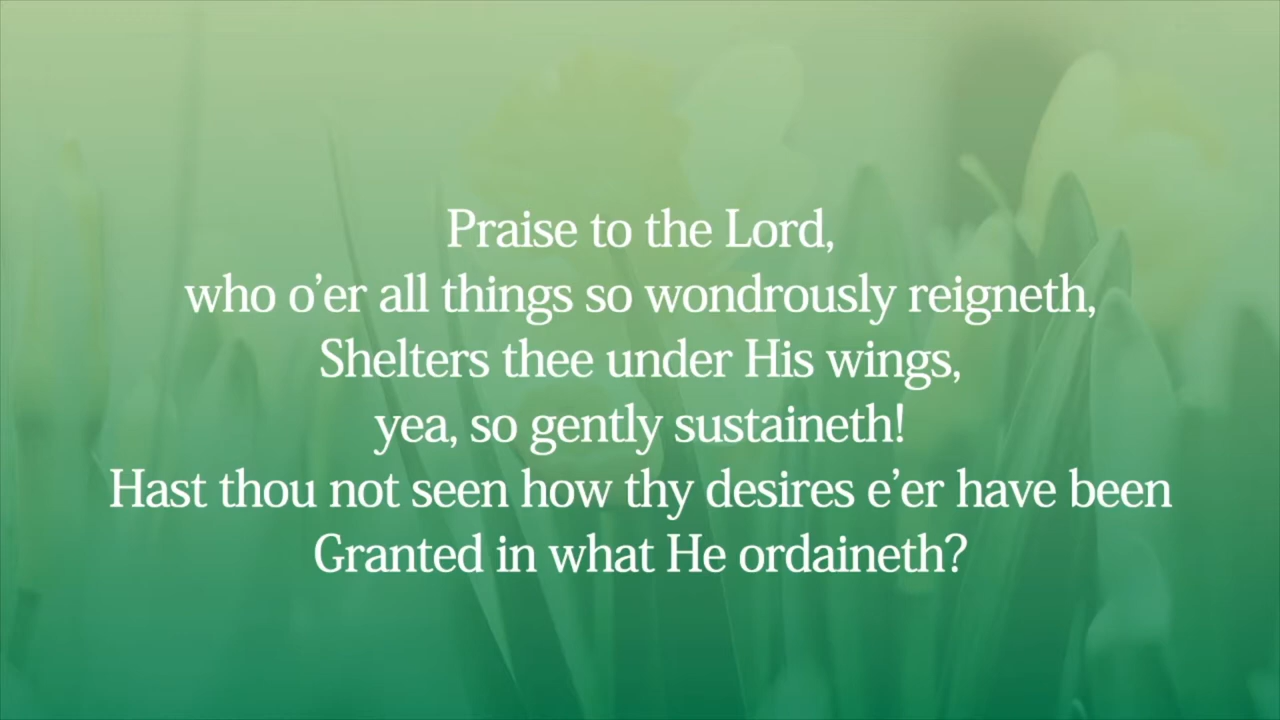 Praise to the Lord,
who o’er all things so wondrously reigneth,
Shelters thee under His wings,
yea, so gently sustaineth!
Hast thou not seen how thy desires e’er have been
Granted in what He ordaineth?